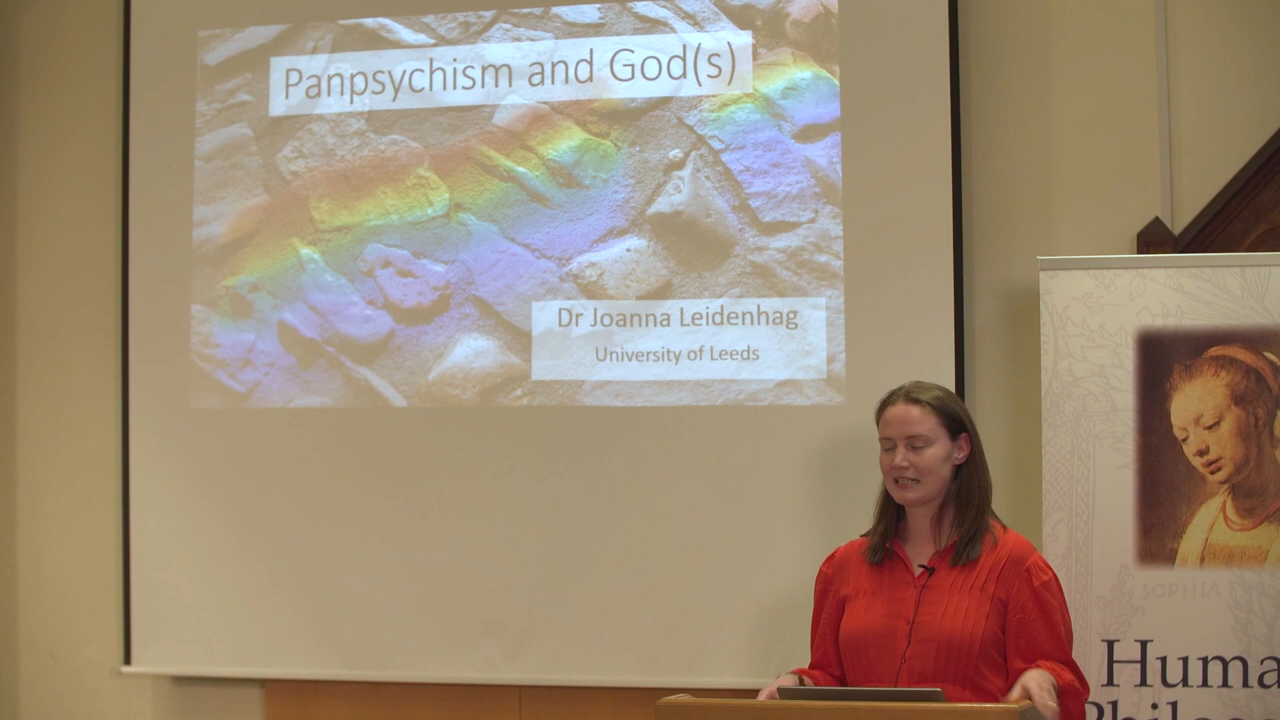 Panpsychism and God(s)
Dr Joanna Leidenhag
University of Leeds
SOPHIA
Huma